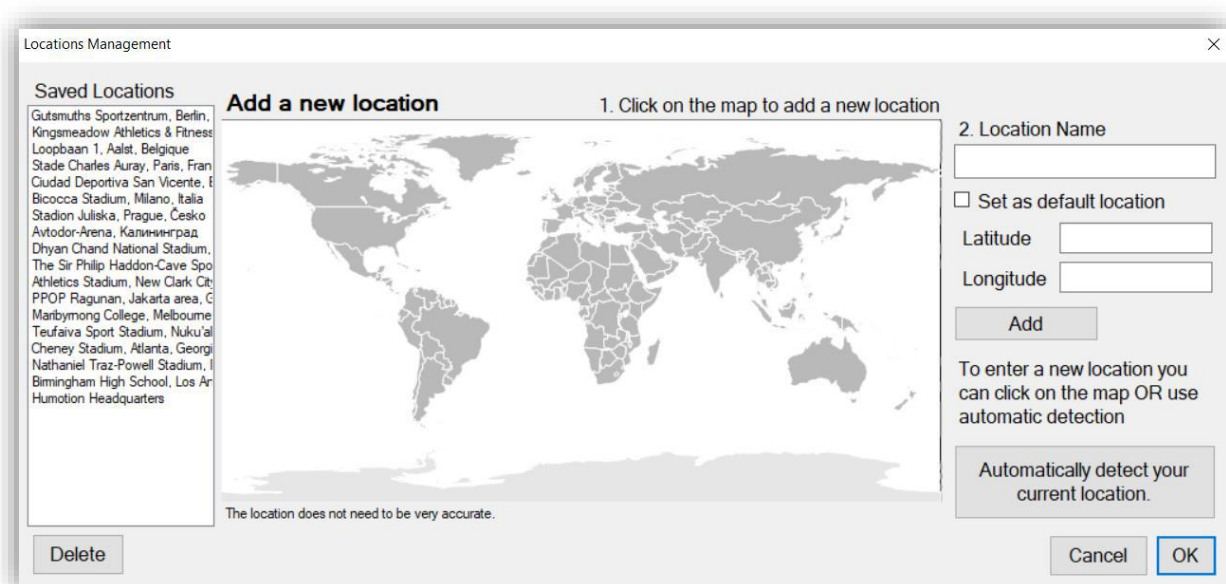 Locations Management
Saved Locations
Gutsmuths Sportzentrum, Berlin,
Kingsmeadow Athletics & Fitness
Loopbaan 1, Aalst, Belgique
Stade Charles Auray, Paris, Fran
Ciudad Deportiva San Vicente,
Bicocca Stadium, Milano, Italia
Stadion Juliska, Prague, Česko
Avtodor-Arena, Калининград
Dhyan Chand National Stadium,
The Sir Philip Haddon-Cave Spo
Athletics Stadium, New Clark City
PPOP Ragunan, Jakarta area, G
Maribyrnong College, Melbourne
Teufaiva Sport Stadium, Nuku'al
Cheney Stadium, Atlanta, Georgi
Nathaniel Traz-Powell Stadium,
Birmingham High School, Los An
Humotion Headquarters
Delete
Add a new location
1. Click on the map to add a new location
The location does not need to be very accurate.
2. Location Name
Set as default location
Latitude
Longitude
Add
To enter a new location you
can click on the map OR use
automatic detection
Automatically detect your
current location.
Cancel
OK